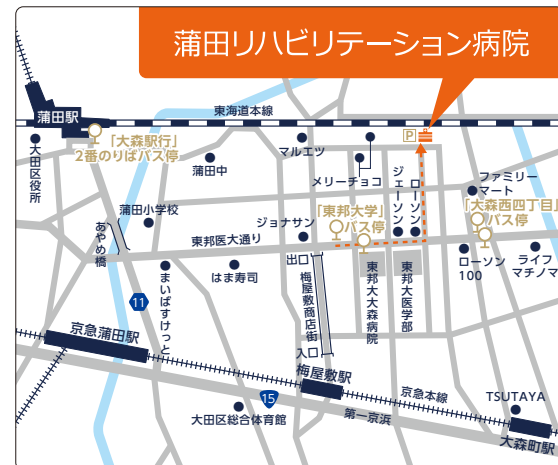 蒲田リハビリテーション病院
蒲田駅
東海道本線
「大森駅行」
2番のりばバス停
大田区役所
蒲田中
マルエツ
P
メリーチョコ
ジェーソン
ローソン
ファミリー
マート
「大森西四丁目」
バス停
蒲田小学校
あやめ橋
ジョナサン
「東邦大学」
バス停
東邦医大通り
まいばすけっと
はま寿司
出口
梅屋敷商店街
入口
東邦大大森病院
東邦大医学部
ローソン
100
ライフ
マチノマ
11
京急蒲田駅
梅屋敷駅
京急本線
15
第一京浜
大田区総合体育館
TSUTAYA
大森町駅